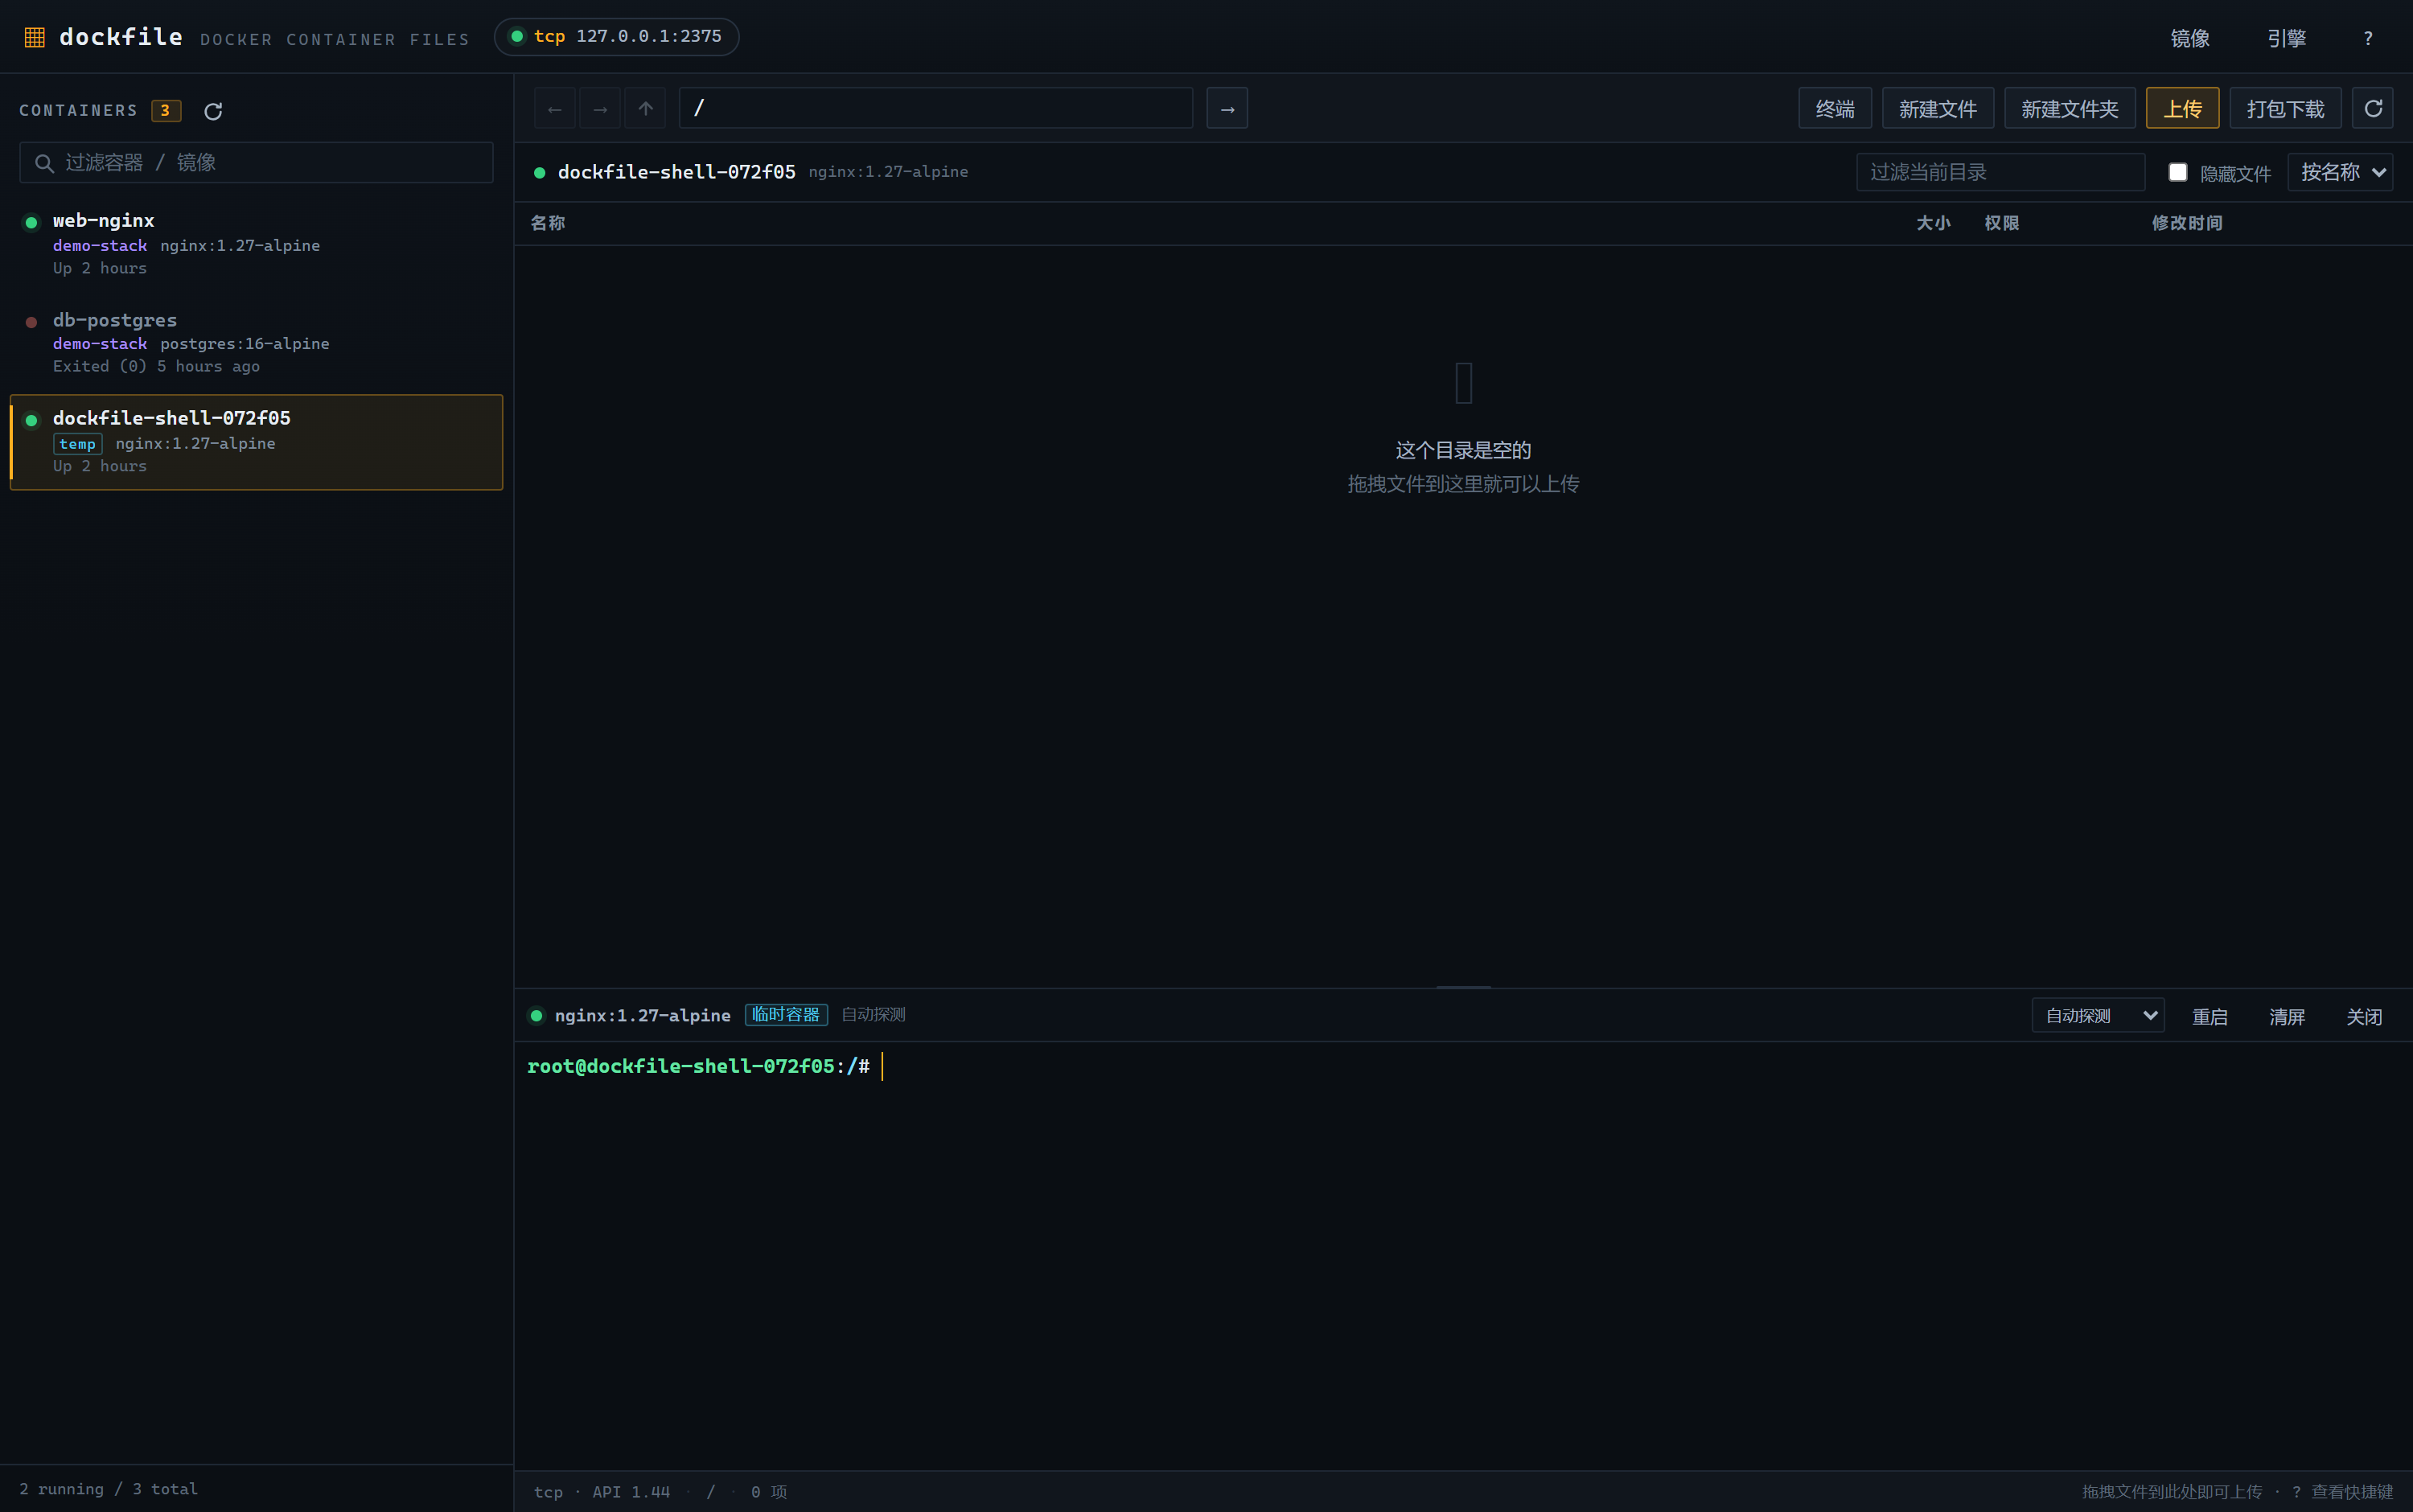 dockfile DOCKER CONTAINER FILES tcp 127.0.0.1:2375 镜像 引擎 ?
CONTAINERS 3
过滤容器 / 镜像
web-nginx
demo-stack nginx:1.27-alpine
Up 2 hours
db-postgres
demo-stack postgres:16-alpine
Exited (0) 5 hours ago
dockfile-shell-072f05
temp nginx:1.27-alpine
Up 2 hours
2 running / 3 total
← → ↑ / → 终端 新建文件 新建文件夹 上传 打包下载
dockfile-shell-072f05 nginx:1.27-alpine 过滤当前目录 隐藏文件 按名称
名称 大小 权限 修改时间
这个目录是空的
拖拽文件到这里就可以上传
nginx:1.27-alpine 临时容器 自动探测 自动探测 重启 清屏 关闭
root@dockfile-shell-072f05:/#
tcp · API 1.44 · / · 0 项 拖拽文件到此处即可上传 · ? 查看快捷键